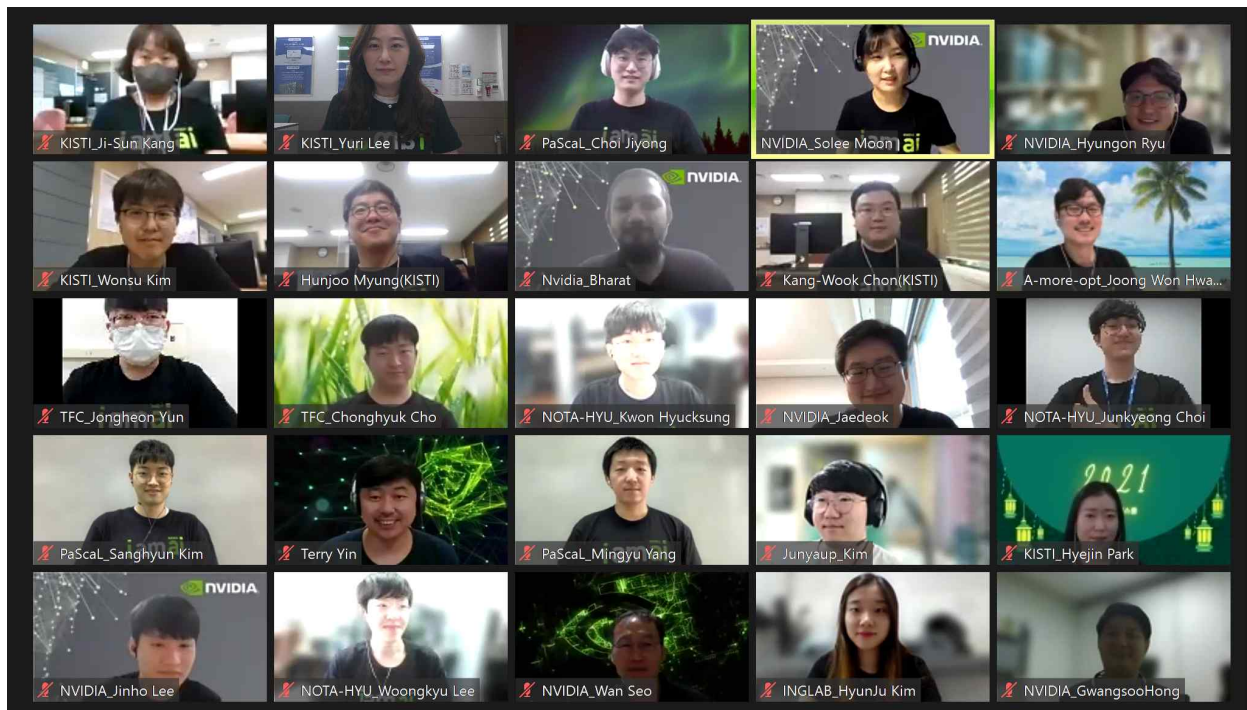 KISTI_Ji-Sun Kang
KISTI_Yuri Lee
PaScaL_Choi Jiyong
NVIDIA.
NVIDIA_Solee Moon
NVIDIA_Hyungon Ryu
KISTI_Wonsu Kim
Hunjoo Myung(KISTI)
NVIDIA.
Nvidia_Bharat
Kang-Wook Chon(KISTI)
A-more-opt_Joong Won Hwa...
TFC_Jongheon Yun
TFC_Chonghyuk Cho
NOTA-HYU_Kwon Hyucksung
NVIDIA_Jaedeok
NOTA-HYU_Junkyeong Choi
PaScaL_Sanghyun Kim
Terry Yin
PaScaL_Mingyu Yang
Junyaup_Kim
2021
KISTI_Hyejin Park
NVIDIA.
NVIDIA_Jinho Lee
NOTA-HYU_Woongkyu Lee
NVIDIA_Wan Seo
INGLAB_HyunJu Kim
NVIDIA_GwangsooHong